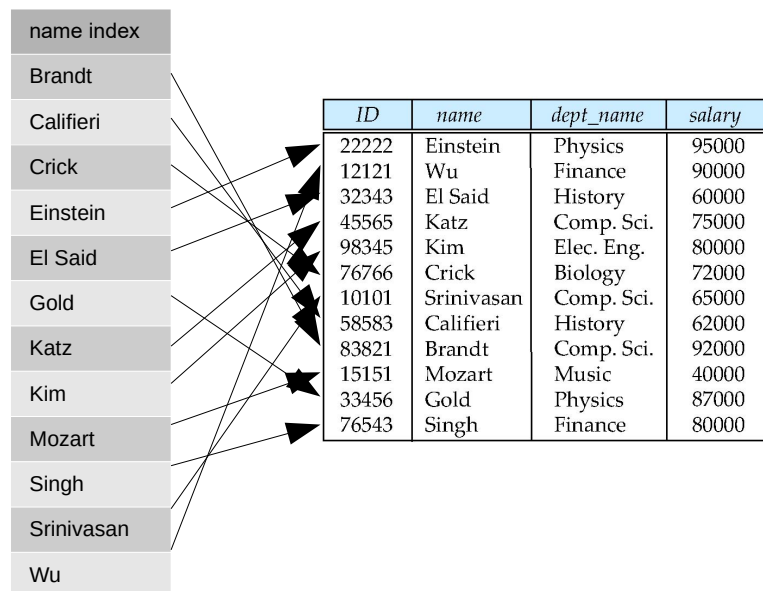 name index
Brandt
Califieri
Crick
Einstein
El Said
Gold
Katz
Kim
Mozart
Singh
Srinivasan
Wu
ID name dept_name salary
22222 Einstein Physics 95000
12121 Wu Finance 90000
32343 El Said History 60000
45565 Katz Comp. Sci. 75000
98345 Kim Elec. Eng. 80000
76766 Crick Biology 72000
10101 Srinivasan Comp. Sci. 65000
58583 Califieri History 62000
83821 Brandt Comp. Sci. 92000
15151 Mozart Music 40000
33456 Gold Physics 87000
76543 Singh Finance 80000